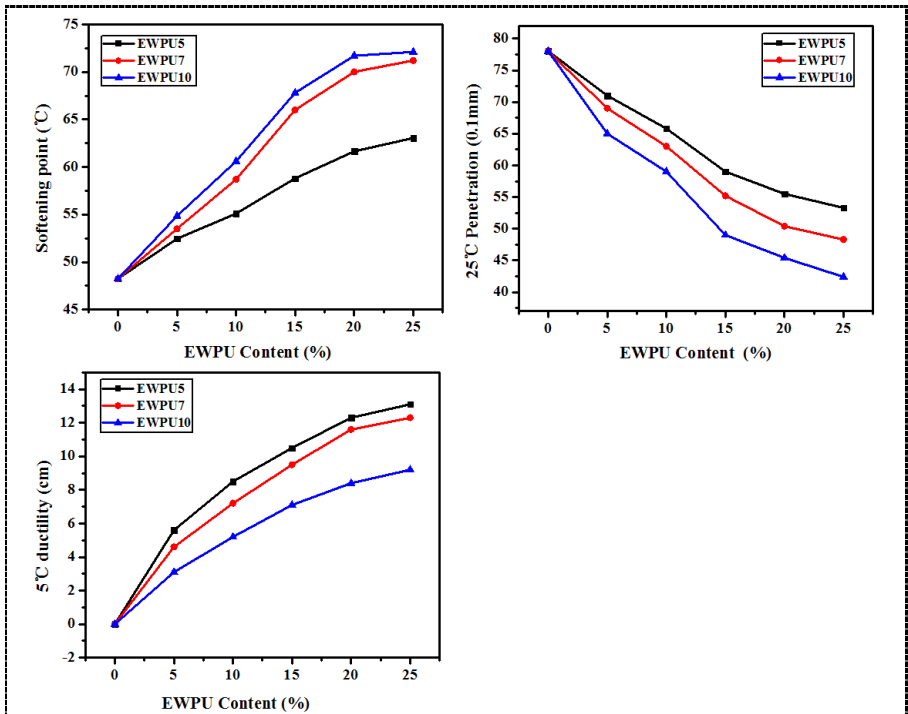 75
70
65
60
55
50
45
Softening point (℃)
EWPU5
EWPU7
EWPU10
0 5 10 15 20 25
EWPU Content (%)
80
75
70
65
60
55
50
45
40
25℃ Penetration (0.1mm)
EWPU5
EWPU7
EWPU10
0 5 10 15 20 25
EWPU Content (%)
14
12
10
8
6
4
2
0
-2
5℃ ductility (cm)
EWPU5
EWPU7
EWPU10
0 5 10 15 20 25
EWPU Content (%)